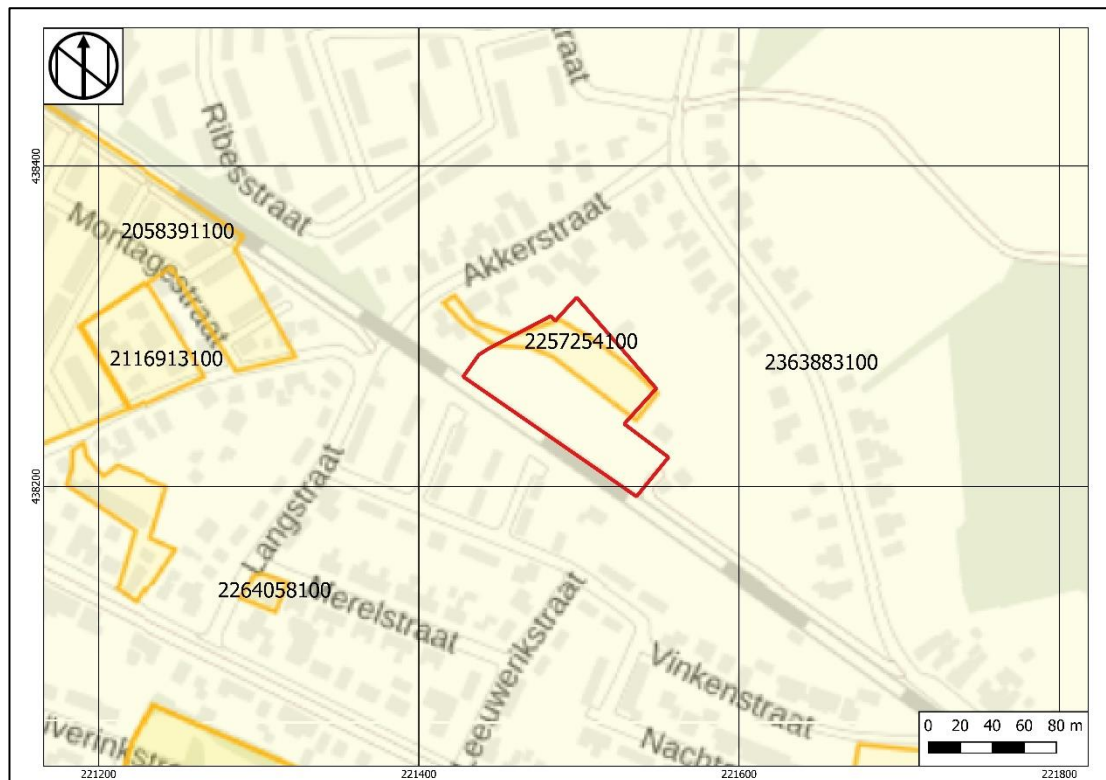 straat
Ribesstraat
438400
Akkerstraat
Montagestraat
2058391100
2257254100
2116913100
2363883100
438200
Langstraat
2264058100
Merelstraat
Leeuwerikstraat
Vinkenstraat
0 20 40 60 80 m
221200 221400 221600 221800